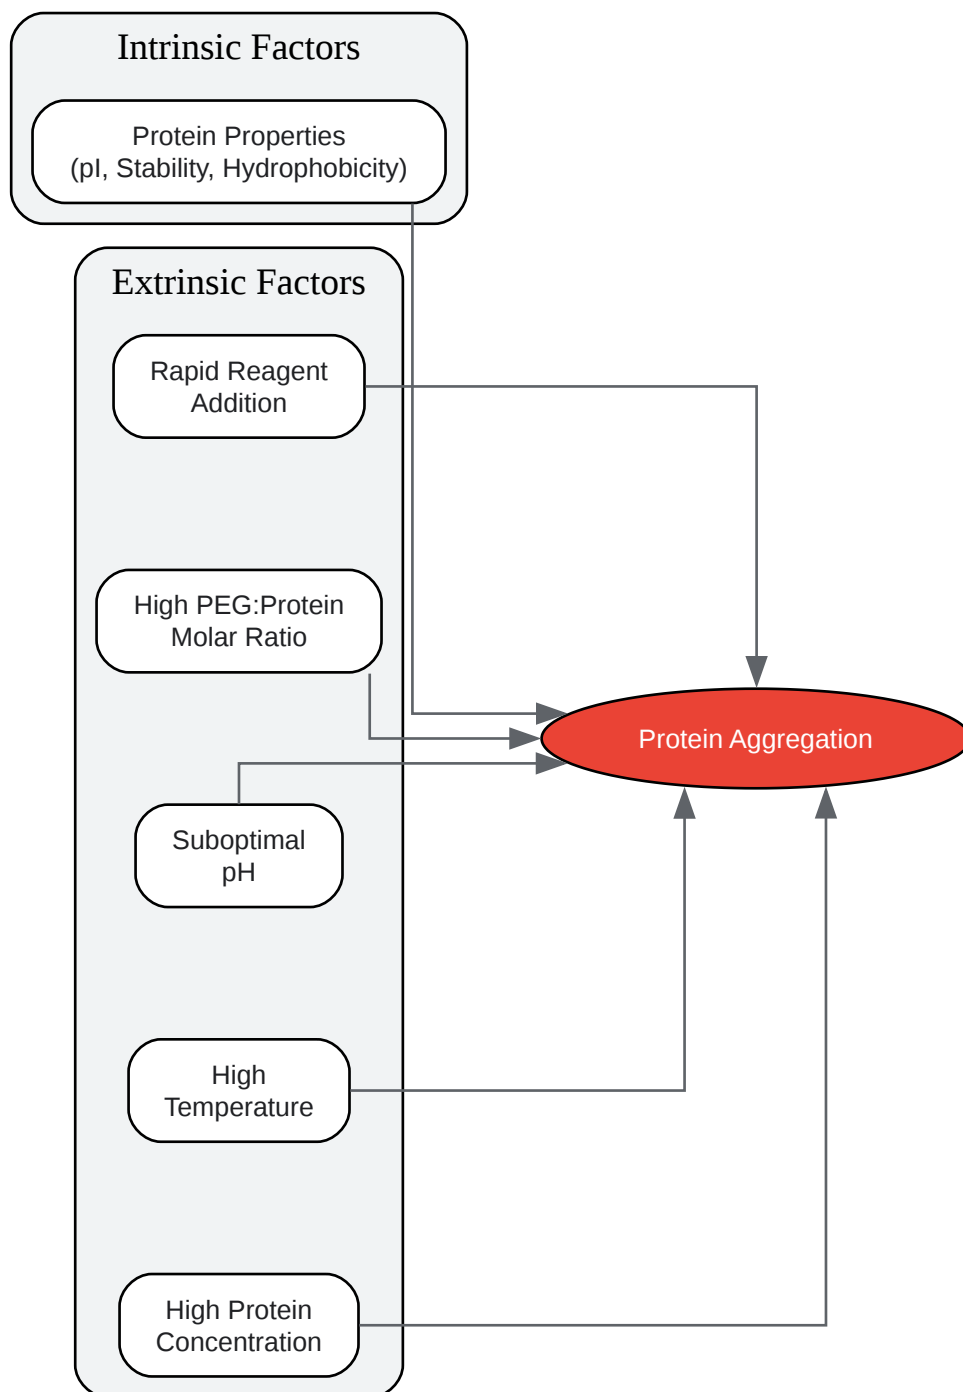 Intrinsic Factors
Protein Properties
(pI, Stability, Hydrophobicity)
Extrinsic Factors
Rapid Reagent
Addition
High PEG:Protein
Molar Ratio
Protein Aggregation
Suboptimal
pH
High
Temperature
High Protein
Concentration